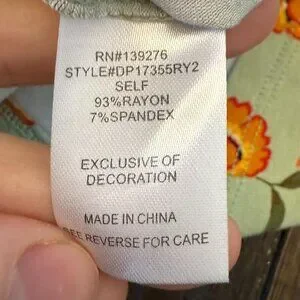 RN#139276
STYLE#DP17355RY2
SELF
93%RAYON
7%SPANDEX
EXCLUSIVE OF
DECORATION
MADE IN CHINA
SEE REVERSE FOR CARE